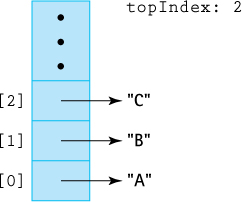 topIndex: 2
[2] "C"
[1] "B"
[0] "A"